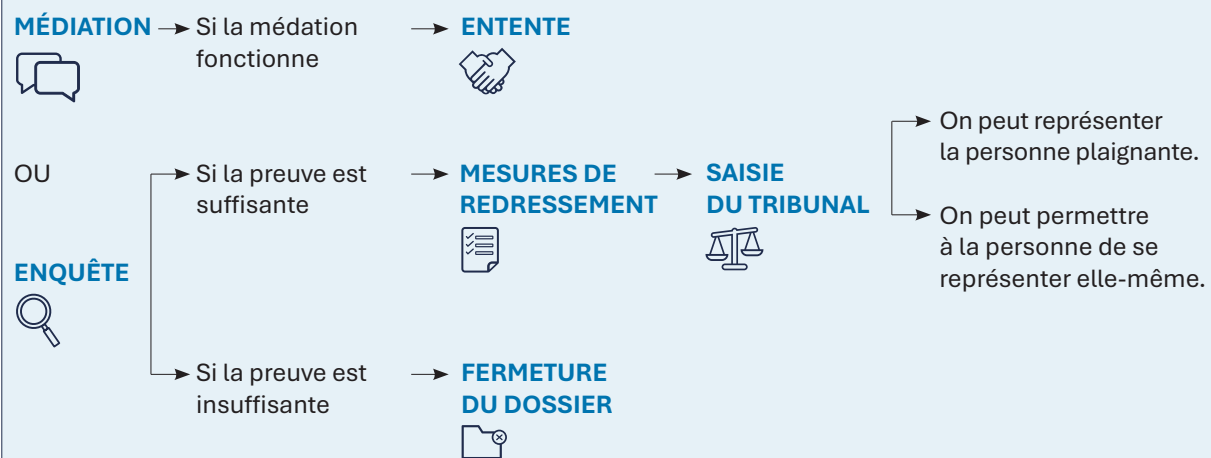 MÉDIATION
Si la médation
fonctionne
ENTENTE
OU
ENQUÊTE
Si la preuve est
suffisante
MESURES DE
REDRESSEMENT
SAISIE
DU TRIBUNAL
On peut représenter
la personne plaignante.
On peut permettre
à la personne de se
représenter elle-même.
Si la preuve est
insuffisante
FERMETURE
DU DOSSIER